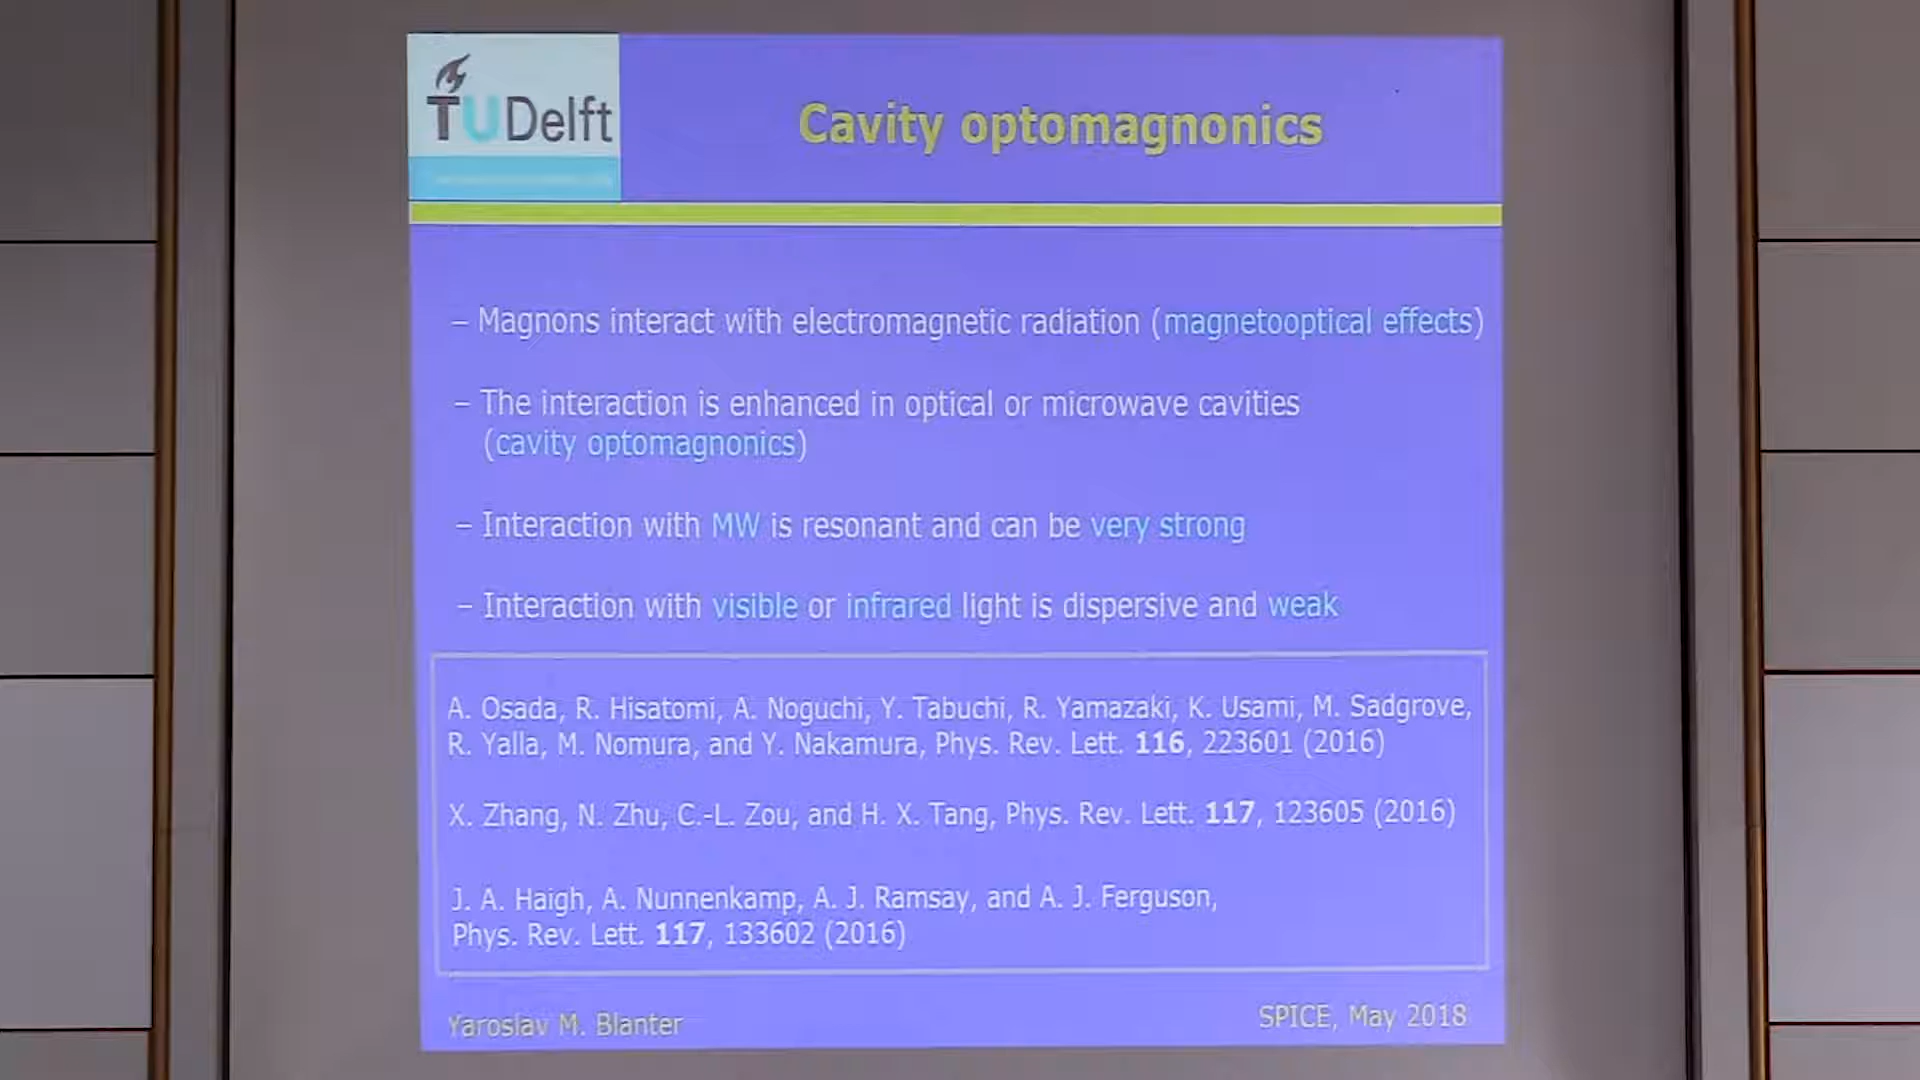 TU Delft
Cavity optomagnonics
– Magnons interact with electromagnetic radiation (magnetooptical effects)
– The interaction is enhanced in optical or microwave cavities
(cavity optomagnonics)
– Interaction with MW is resonant and can be very strong
– Interaction with visible or infrared light is dispersive and weak
A. Osada, R. Hisatomi, A. Noguchi, Y. Tabuchi, R. Yamazaki, K. Usami, M. Sadgrove,
R. Yalla, M. Nomura, and Y. Nakamura, Phys. Rev. Lett. 116, 223601 (2016)
X. Zhang, N. Zhu, C.-L. Zou, and H. X. Tang, Phys. Rev. Lett. 117, 123605 (2016)
J. A. Haigh, A. Nunnenkamp, A. J. Ramsay, and A. J. Ferguson,
Phys. Rev. Lett. 117, 133602 (2016)
Yaroslav M. Blanter
SPICE, May 2018